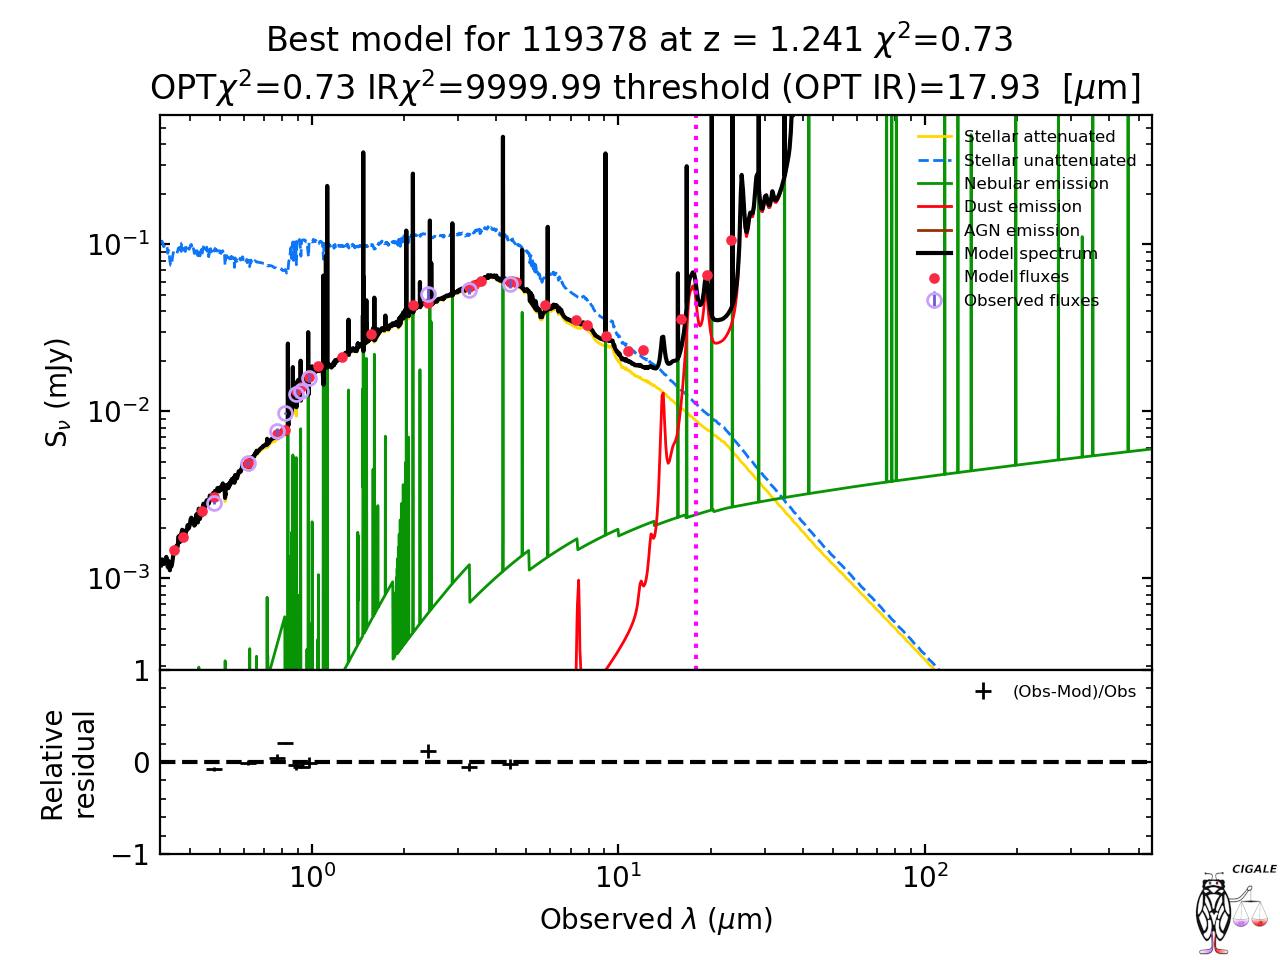 Best model for 119378 at z = 1.241 χ²=0.73
OPTχ²=0.73 IRχ²=9999.99 threshold (OPT IR)=17.93 [μm]
Stellar attenuated
Stellar unattenuated
Nebular emission
Dust emission
AGN emission
Model spectrum
Model fluxes
Observed fluxes
10⁻¹
10⁻²
10⁻³
S_ν (mJy)
1
0
−1
Relative
residual
(Obs-Mod)/Obs
10⁰
10¹
10²
Observed λ (μm)
CIGALE